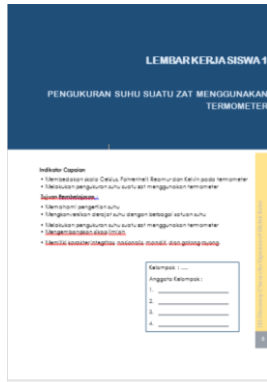 LEMBAR KERJA SISWA 1
PENGUKURAN SUHU SUATU ZAT MENGGUNAKAN
TERMOMETER
Indikator Capaian
• Membedakan skala Celsius, Fahrenheit, Reamur dan Kelvin pada termometer
• Melakukan pengukuran suhu suatu zat menggunakan termometer
Tujuan Pembelajaran :
• Memahami pengertian suhu
• Mengkonversikan derajat suhu dengan berbagai satuan suhu
• Melakukan pengukuran suhu suatu zat menggunakan termometer
• Mengembangkan sikap ilmiah
• Memiliki karakter integritas, nasionalis, mandiri, dan gotong royong
Kelompok : ....
Anggota Kelompok :
1.
2.
3.
4.